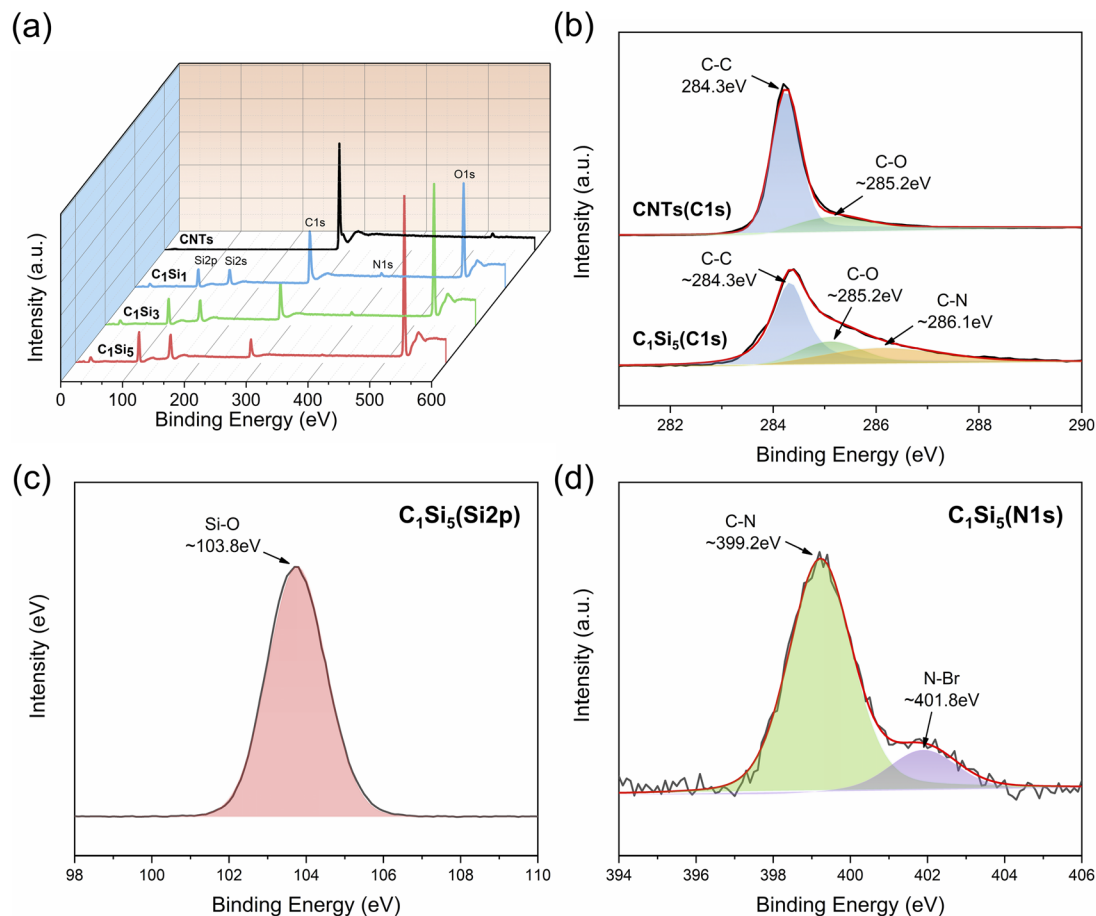 (a)
Intensity (a.u.)
CNTs
C₁Si₁
C₁Si₃
C₁Si₅
Si2p
Si2s
C1s
N1s
O1s
0 100 200 300 400 500 600
Binding Energy (eV)
(b)
Intensity (a.u.)
C-C
284.3eV
C-O
~285.2eV
CNTs(C1s)
C-C
~284.3eV
C-O
~285.2eV
C-N
~286.1eV
C₁Si₅(C1s)
282 284 286 288 290
Binding Energy (eV)
(c)
Intensity (eV)
C₁Si₅(Si2p)
Si-O
~103.8eV
98 100 102 104 106 108 110
Binding Energy (eV)
(d)
Intensity (a.u.)
C₁Si₅(N1s)
C-N
~399.2eV
N-Br
~401.8eV
394 396 398 400 402 404 406
Binding Energy (eV)